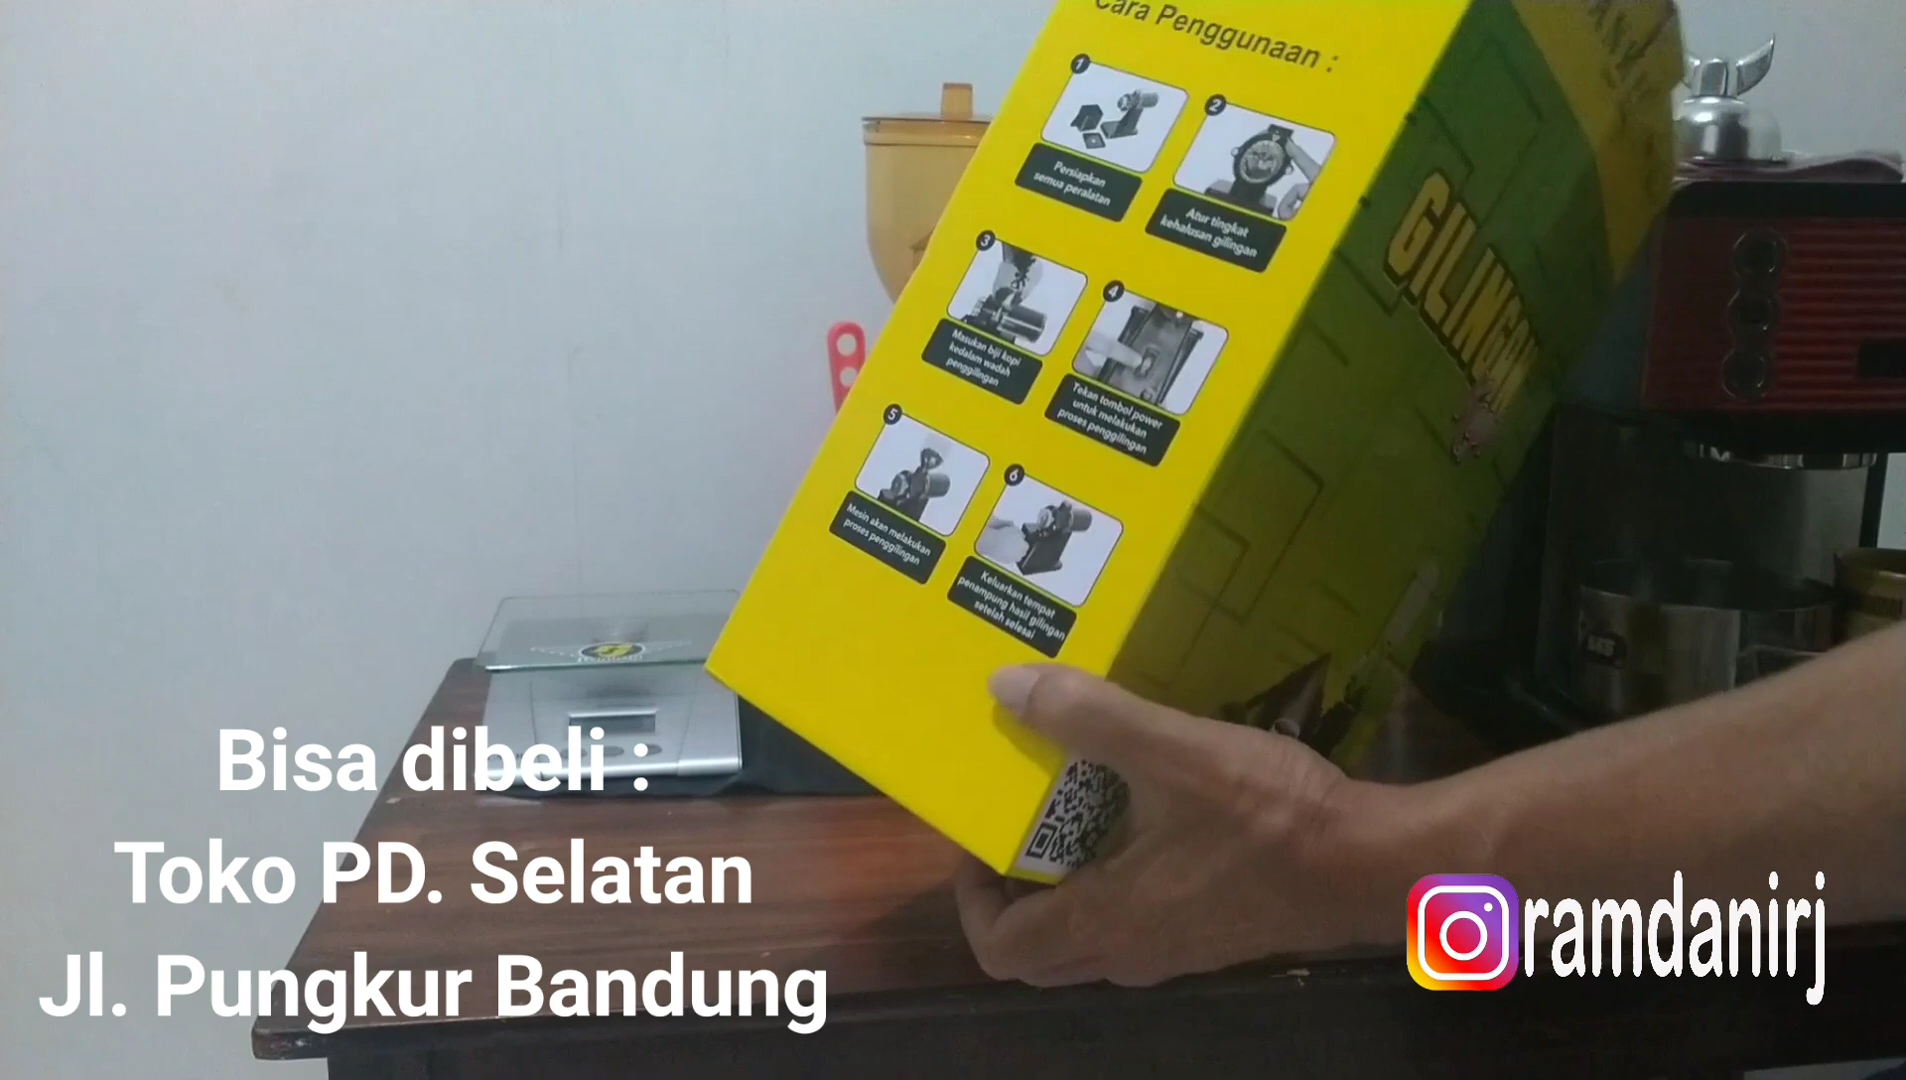 Cara Penggunaan :
1
Persiapkan
semua peralatan
2
Atur tingkat
kehalusan gilingan
3
Masukan biji kopi
kedalam wadah
penggilingan
4
Tekan tombol power
untuk melakukan
proses penggilingan
5
Mesin akan melakukan
proses penggilingan
6
Keluarkan tempat
penampung hasil gilingan
setelah selesai
GILINGAN
Bisa dibeli :
Toko PD. Selatan
Jl. Pungkur Bandung
ramdanirj